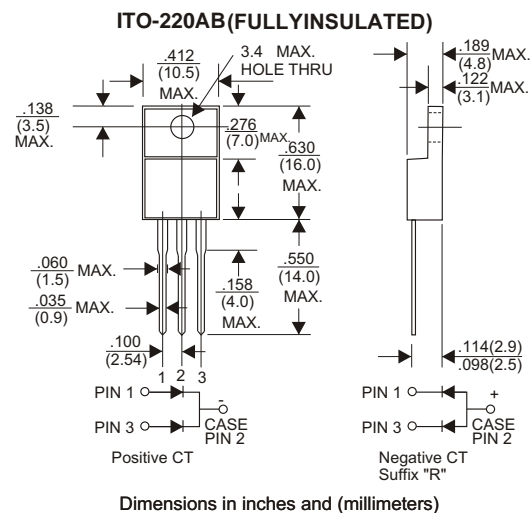 ITO-220AB(FULLYINSULATED)
.412
(10.5)
MAX.
3.4 MAX.
HOLE THRU
.138
(3.5)
MAX.
.276
(7.0) MAX.
.630
(16.0)
MAX.
.060
(1.5) MAX.
.035
(0.9) MAX.
.100
(2.54)
.158
(4.0)
MAX.
.550
(14.0)
MAX.
1 2 3
PIN 1
PIN 3
-
CASE
PIN 2
Positive CT
.189
(4.8) MAX.
.122
(3.1) MAX.
.114(2.9)
.098(2.5)
PIN 1
PIN 3
+
CASE
PIN 2
Negative CT
Suffix "R"
Dimensions in inches and (millimeters)